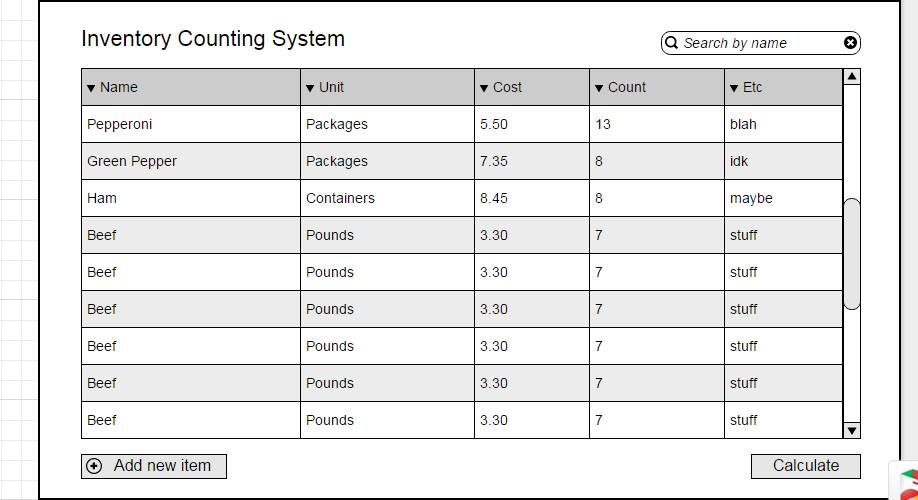 Inventory Counting System
Search by name
Name Unit Cost Count Etc
Pepperoni Packages 5.50 13 blah
Green Pepper Packages 7.35 8 idk
Ham Containers 8.45 8 maybe
Beef Pounds 3.30 7 stuff
Beef Pounds 3.30 7 stuff
Beef Pounds 3.30 7 stuff
Beef Pounds 3.30 7 stuff
Beef Pounds 3.30 7 stuff
Beef Pounds 3.30 7 stuff
Add new item Calculate